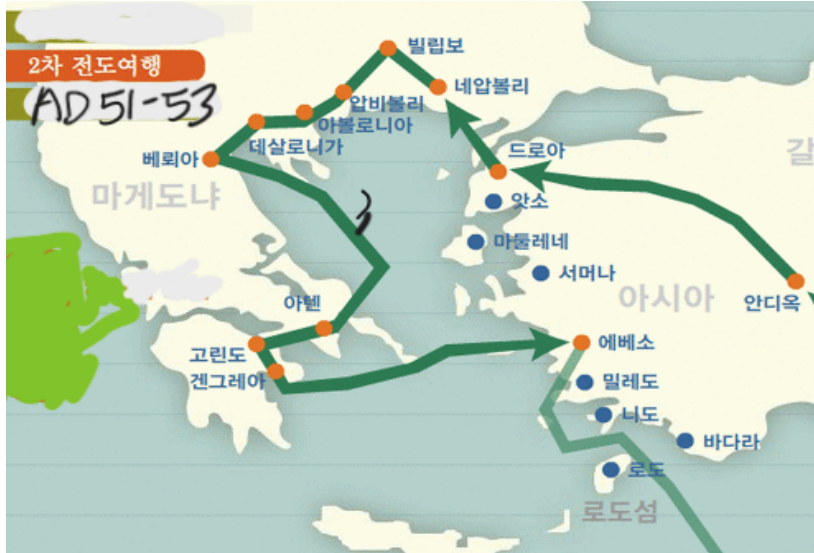 2차 전도여행
AD 51-53
빌립보
네압볼리
압비볼리
아볼로니아
데살로니가
베뢰아
마게도냐
드로아
앗소
마둘레네
서머나
아시아
갈
안디옥
아텐
고린도
겐그레아
에베소
밀레도
니도
바다라
로도
로도섬